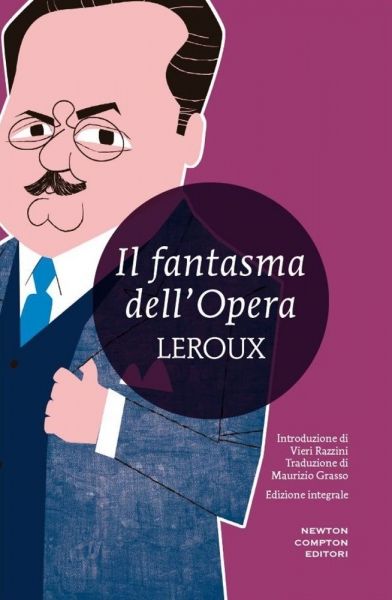 Il fantasma
dell'Opera
LEROUX
Introduzione di
Vieri Razzini
Traduzione di
Maurizio Grasso
Edizione integrale
NEWTON
COMPTON
EDITORI